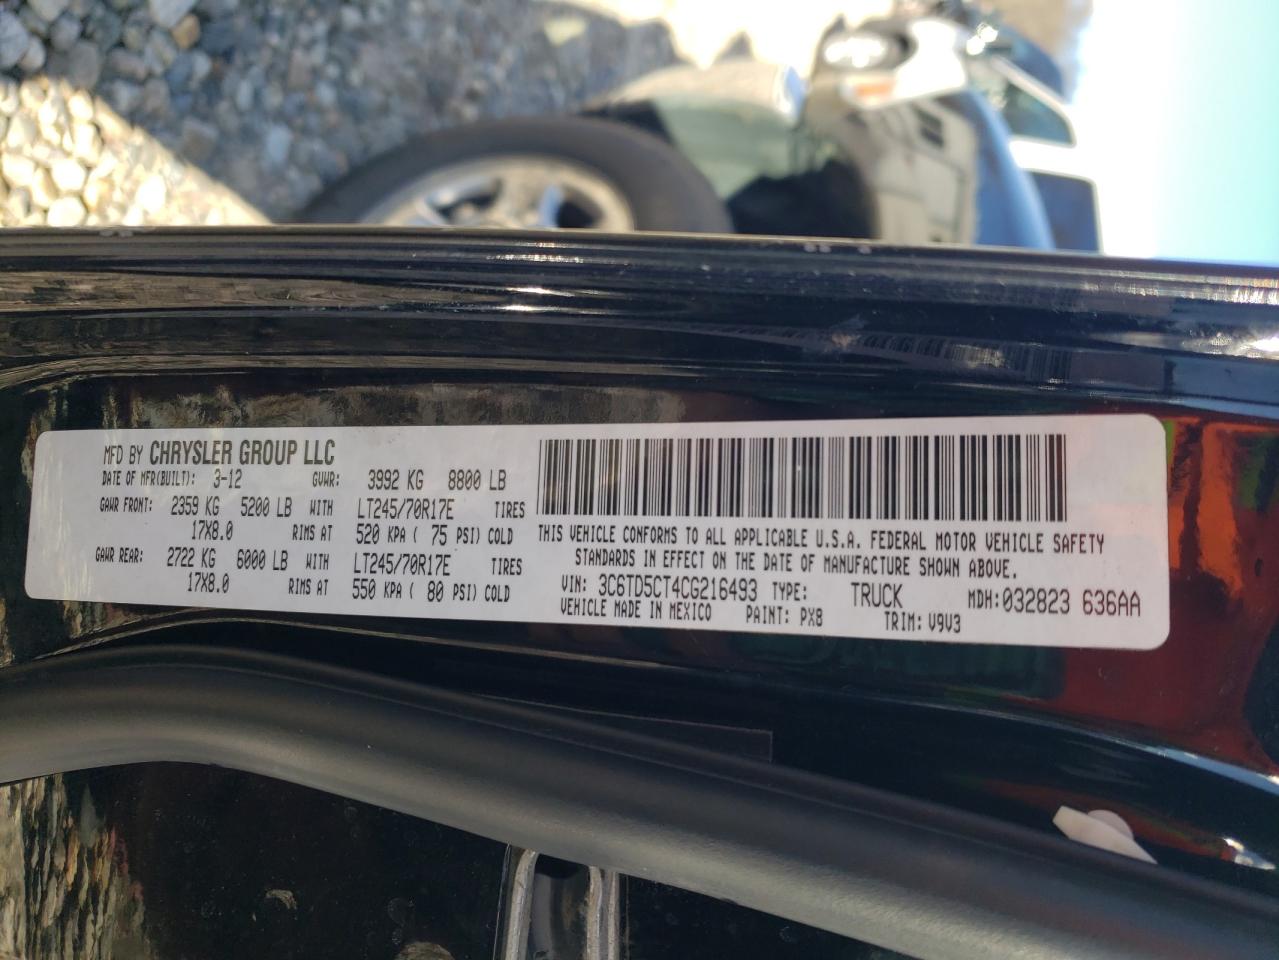 MFD BY CHRYSLER GROUP LLC
DATE OF MFR(BUILT): 3-12 GVWR: 3992 KG 8800 LB
GAWR FRONT: 2359 KG 5200 LB WITH LT245/70R17E TIRES
17X8.0 RIMS AT 520 KPA ( 75 PSI) COLD
GAWR REAR: 2722 KG 6000 LB WITH LT245/70R17E TIRES
17X8.0 RIMS AT 550 KPA ( 80 PSI) COLD
THIS VEHICLE CONFORMS TO ALL APPLICABLE U.S.A. FEDERAL MOTOR VEHICLE SAFETY
STANDARDS IN EFFECT ON THE DATE OF MANUFACTURE SHOWN ABOVE.
VIN: 3C6TD5CT4CG216493 TYPE: TRUCK MDH: 032823 636AA
VEHICLE MADE IN MEXICO PAINT: PX8 TRIM: V9V3